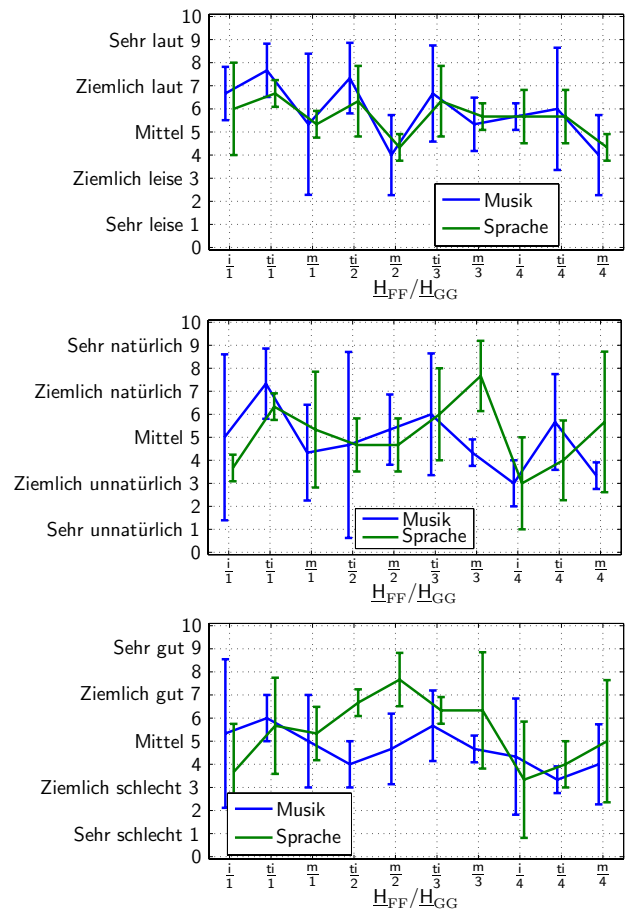 10
Sehr laut 9
8
Ziemlich laut 7
6
Mittel 5
4
Ziemlich leise 3
2
Sehr leise 1
0
Musik
Sprache
i/1 ti/1 m/1 ti/2 m/2 ti/3 m/3 i/4 ti/4 m/4
H_FF/H_GG
10
Sehr natürlich 9
8
Ziemlich natürlich 7
6
Mittel 5
4
Ziemlich unnatürlich 3
2
Sehr unnatürlich 1
0
Musik
Sprache
i/1 ti/1 m/1 ti/2 m/2 ti/3 m/3 i/4 ti/4 m/4
H_FF/H_GG
10
Sehr gut 9
8
Ziemlich gut 7
6
Mittel 5
4
Ziemlich schlecht 3
2
Sehr schlecht 1
0
Musik
Sprache
i/1 ti/1 m/1 ti/2 m/2 ti/3 m/3 i/4 ti/4 m/4
H_FF/H_GG